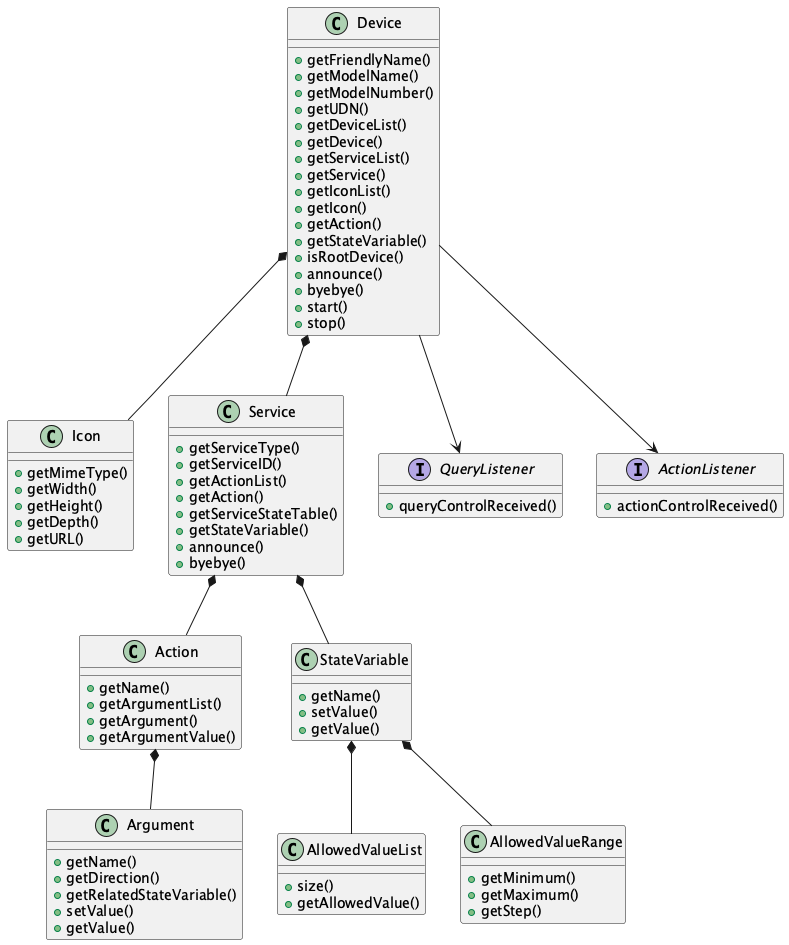 C Device
getFriendlyName()
getModelName()
getModelNumber()
getUDN()
getDeviceList()
getDevice()
getServiceList()
getService()
getIconList()
getIcon()
getAction()
getStateVariable()
isRootDevice()
announce()
byebye()
start()
stop()
C Icon
getMimeType()
getWidth()
getHeight()
getDepth()
getURL()
C Service
getServiceType()
getServiceID()
getActionList()
getAction()
getServiceStateTable()
getStateVariable()
announce()
byebye()
I QueryListener
queryControlReceived()
I ActionListener
actionControlReceived()
C Action
getName()
getArgumentList()
getArgument()
getArgumentValue()
C StateVariable
getName()
setValue()
getValue()
C Argument
getName()
getDirection()
getRelatedStateVariable()
setValue()
getValue()
C AllowedValueList
size()
getAllowedValue()
C AllowedValueRange
getMinimum()
getMaximum()
getStep()